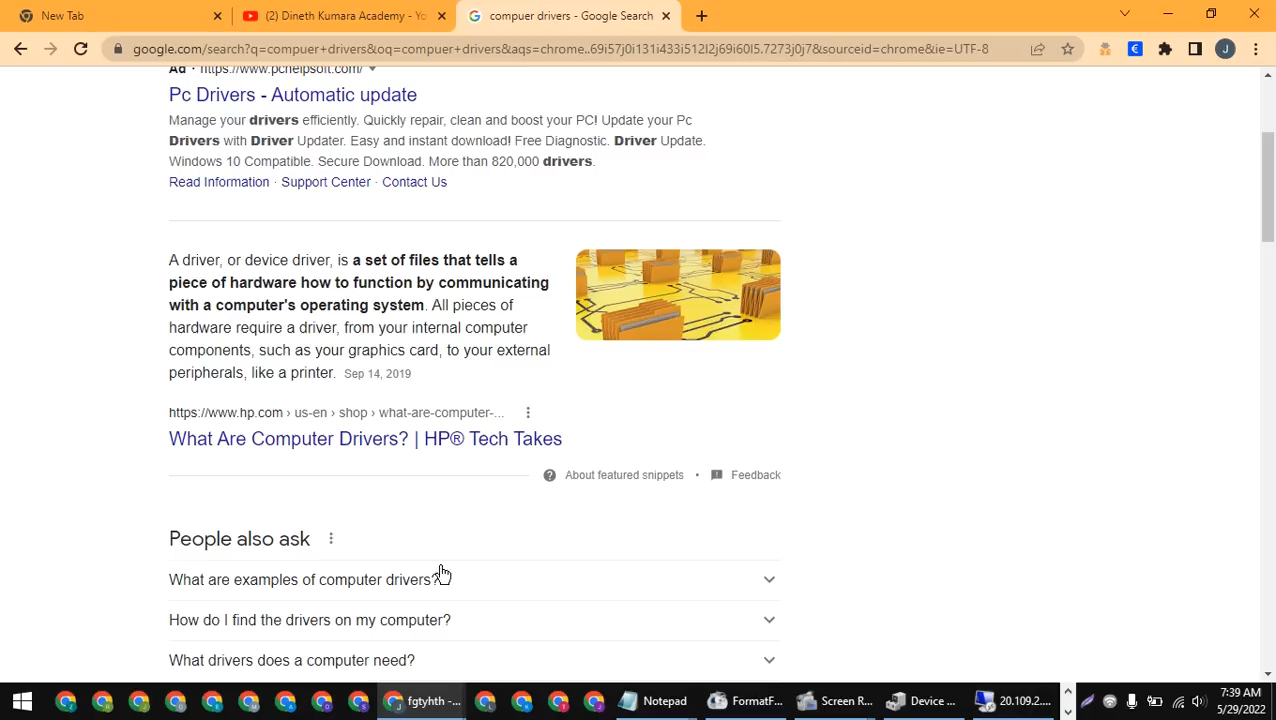 New Tab
(2) Dineth Kumara Academy - Yo
compuer drivers - Google Search
google.com/search?q=compuer+drivers&oq=compuer+drivers&aqs=chrome..69i57j0i131i433i512l2j69i60l5.7273j0j7&sourceid=chrome&ie=UTF-8
J
Ad · https://www.pchelpsoft.com/
Pc Drivers - Automatic update
Manage your drivers efficiently. Quickly repair, clean and boost your PC! Update your Pc
Drivers with Driver Updater. Easy and instant download! Free Diagnostic. Driver Update.
Windows 10 Compatible. Secure Download. More than 820,000 drivers.
Read Information · Support Center · Contact Us
A driver, or device driver, is a set of files that tells a
piece of hardware how to function by communicating
with a computer's operating system. All pieces of
hardware require a driver, from your internal computer
components, such as your graphics card, to your external
peripherals, like a printer. Sep 14, 2019
https://www.hp.com › us-en › shop › what-are-computer-...
What Are Computer Drivers? | HP® Tech Takes
About featured snippets • Feedback
People also ask
What are examples of computer drivers?
How do I find the drivers on my computer?
What drivers does a computer need?
fgtyhth -...
Notepad
FormatF...
Screen R...
Device ...
20.109.2...
7:39 AM
5/29/2022